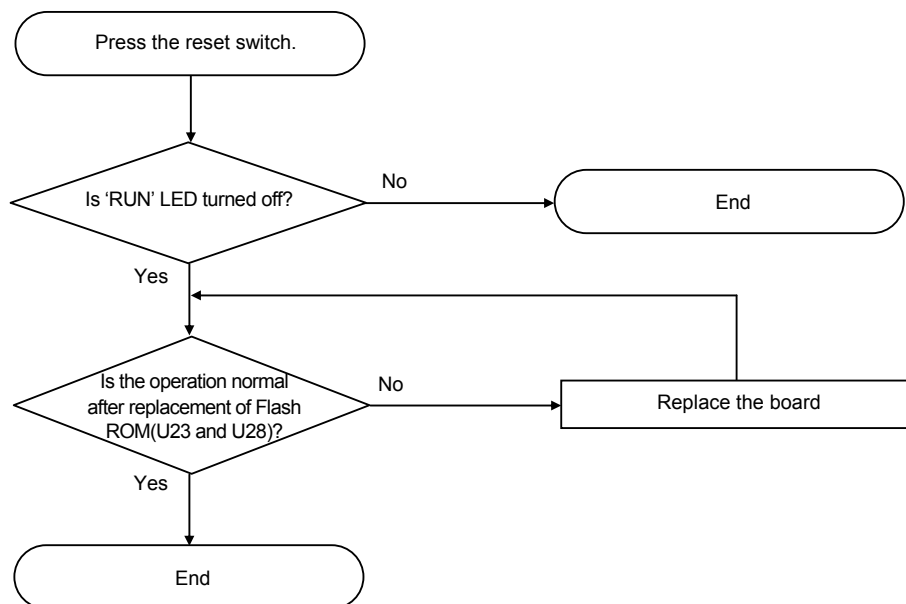 Press the reset switch.
Is ‘RUN’ LED turned off?
No
End
Yes
Is the operation normal
after replacement of Flash
ROM(U23 and U28)?
No
Replace the board
Yes
End